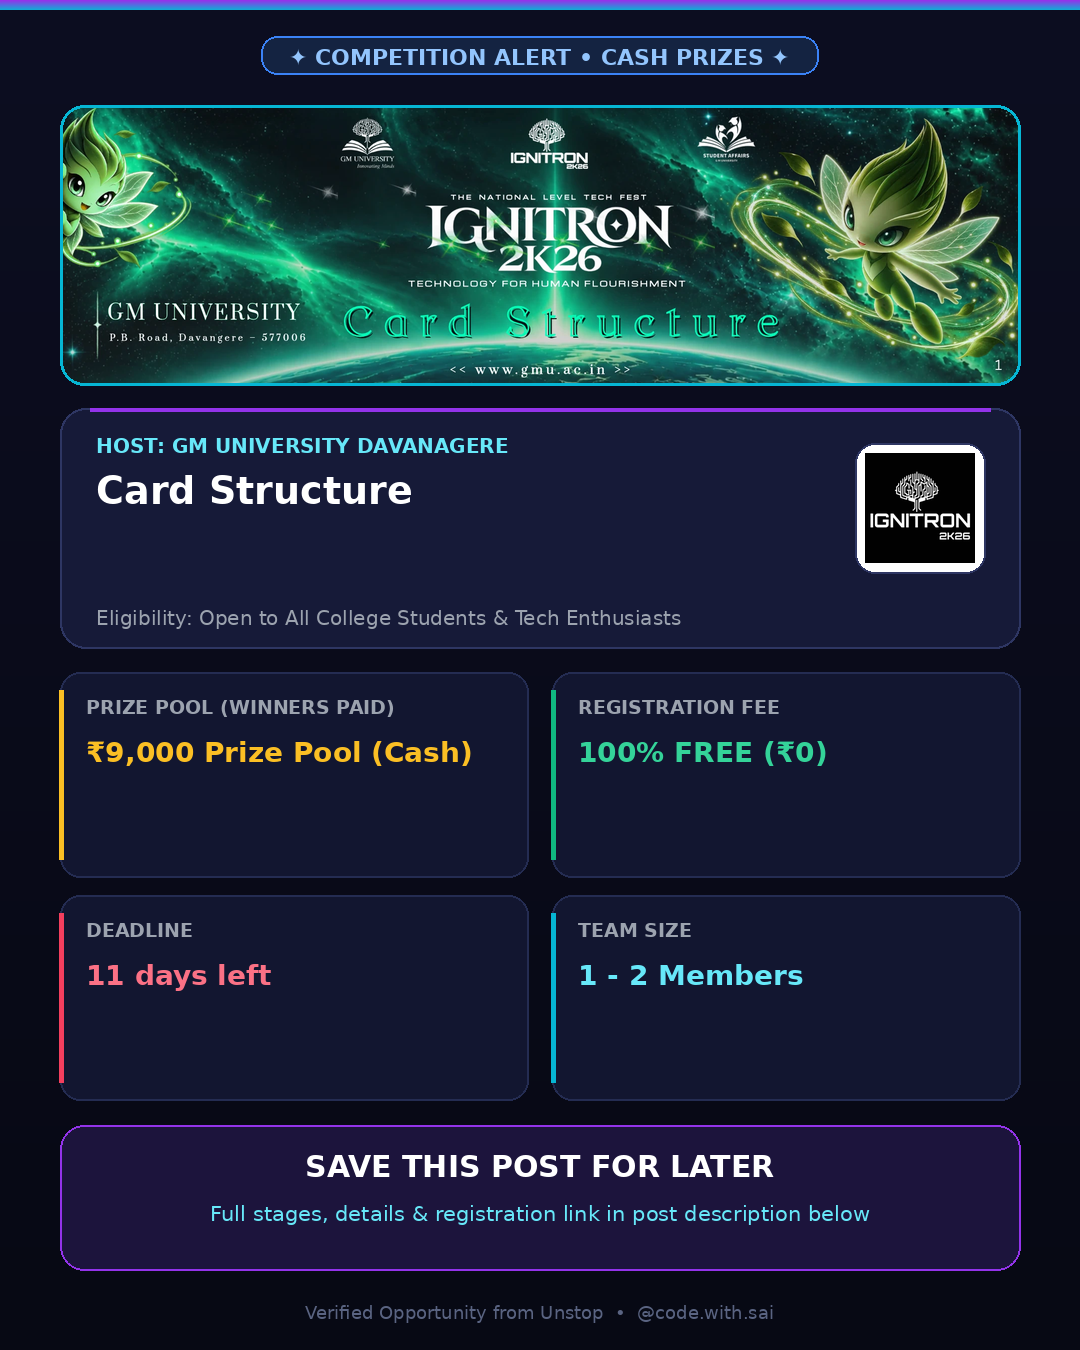 ✦ COMPETITION ALERT • CASH PRIZES ✦
GM UNIVERSITY
Innovating Minds
IGNITRON
2K26
STUDENT AFFAIRS
THE NATIONAL LEVEL TECH FEST
IGNITRON
2K26
TECHNOLOGY FOR HUMAN FLOURISHMENT
GM UNIVERSITY
P.B. Road, Davangere – 577006
Card Structure
<< www.gmu.ac.in >>
1
HOST: GM UNIVERSITY DAVANAGERE
Card Structure
IGNITRON
2K26
Eligibility: Open to All College Students & Tech Enthusiasts
PRIZE POOL (WINNERS PAID)
₹9,000 Prize Pool (Cash)
REGISTRATION FEE
100% FREE (₹0)
DEADLINE
11 days left
TEAM SIZE
1 - 2 Members
SAVE THIS POST FOR LATER
Full stages, details & registration link in post description below
Verified Opportunity from Unstop • @code.with.sai